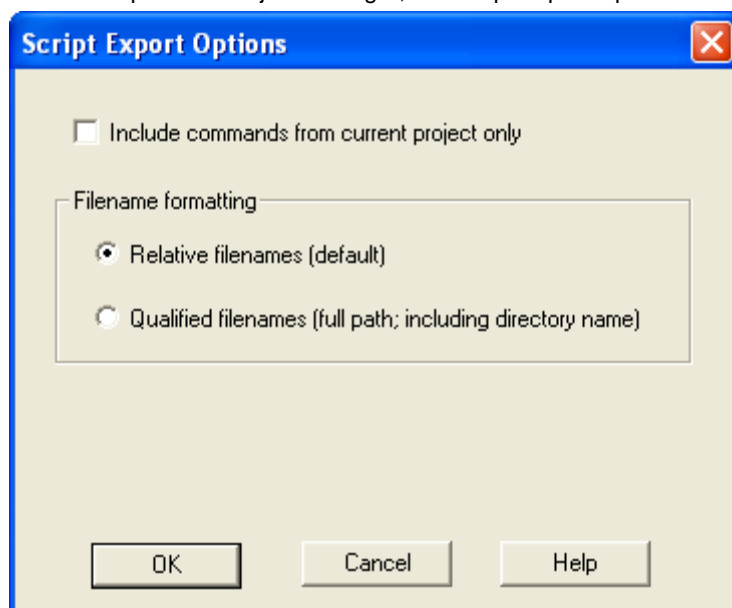 Script Export Options
Include commands from current project only
Filename formatting
Relative filenames (default)
Qualified filenames (full path; including directory name)
OK Cancel Help